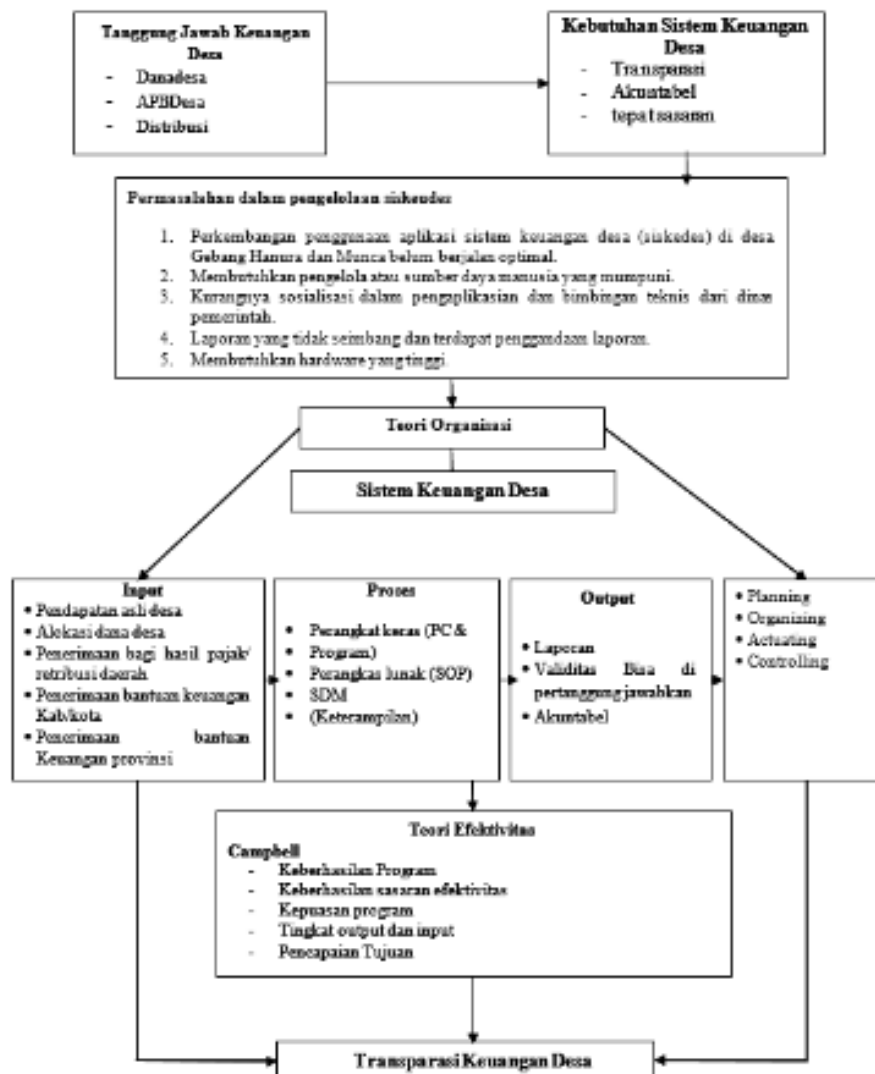 Tanggung Jawab Keuangan
Desa
- Danadesa
- APBDesa
- Distribusi
Kebutuhan Sistem Keuangan
Desa
- Transparasi
- Akuntabel
- tepat sasaran
Permasalahan dalam pengelolaan siskeudes
1. Perkembangan penggunaan aplikasi sistem keuangan desa (siskedes) di desa
Gebang Hanura dan Munca belum berjalan optimal.
2. Membutuhkan pengelola atau sumber daya manusia yang mumpuni.
3. Kurangnya sosialisasi dalam pengaplikasian dan bimbingan teknis dari dinas
pemerintah.
4. Laporan yang tidak seimbang dan terdapat penggandaan laporan.
5. Membutuhkan hardware yang tinggi.
Teori Organisasi
Sistem Keuangan Desa
Input
• Pendapatan asli desa
• Alokasi dana desa
• Penerimaan bagi hasil pajak/
retribusi daerah
• Penerimaan bantuan keuangan
Kab/kota
• Penerimaan bantuan
Keuangan provinsi
Proses
• Perangkat keras (PC &
• Program)
• Perangkas lunak (SOP)
• SDM
• (Keterampilan)
Output
• Laporan
• Validitas Bisa di
pertanggung jawabkan
• Akuntabel
• Planning
• Organizing
• Actuating
• Controlling
Teori Efektivitas
Campbell
- Keberhasilan Program
- Keberhasilan sasaran efektivitas
- Kepuasan program
- Tingkat output dan input
- Pencapaian Tujuan
Transparasi Keuangan Desa